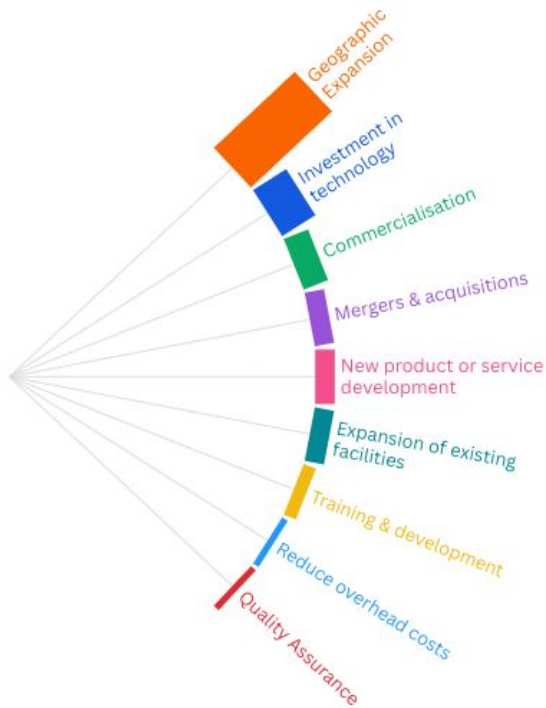 Geographic
Expansion
Investment in
technology
Commercialisation
Mergers & acquisitions
New product or service
development
Expansion of existing
facilities
Training & development
Reduce overhead costs
Quality Assurance